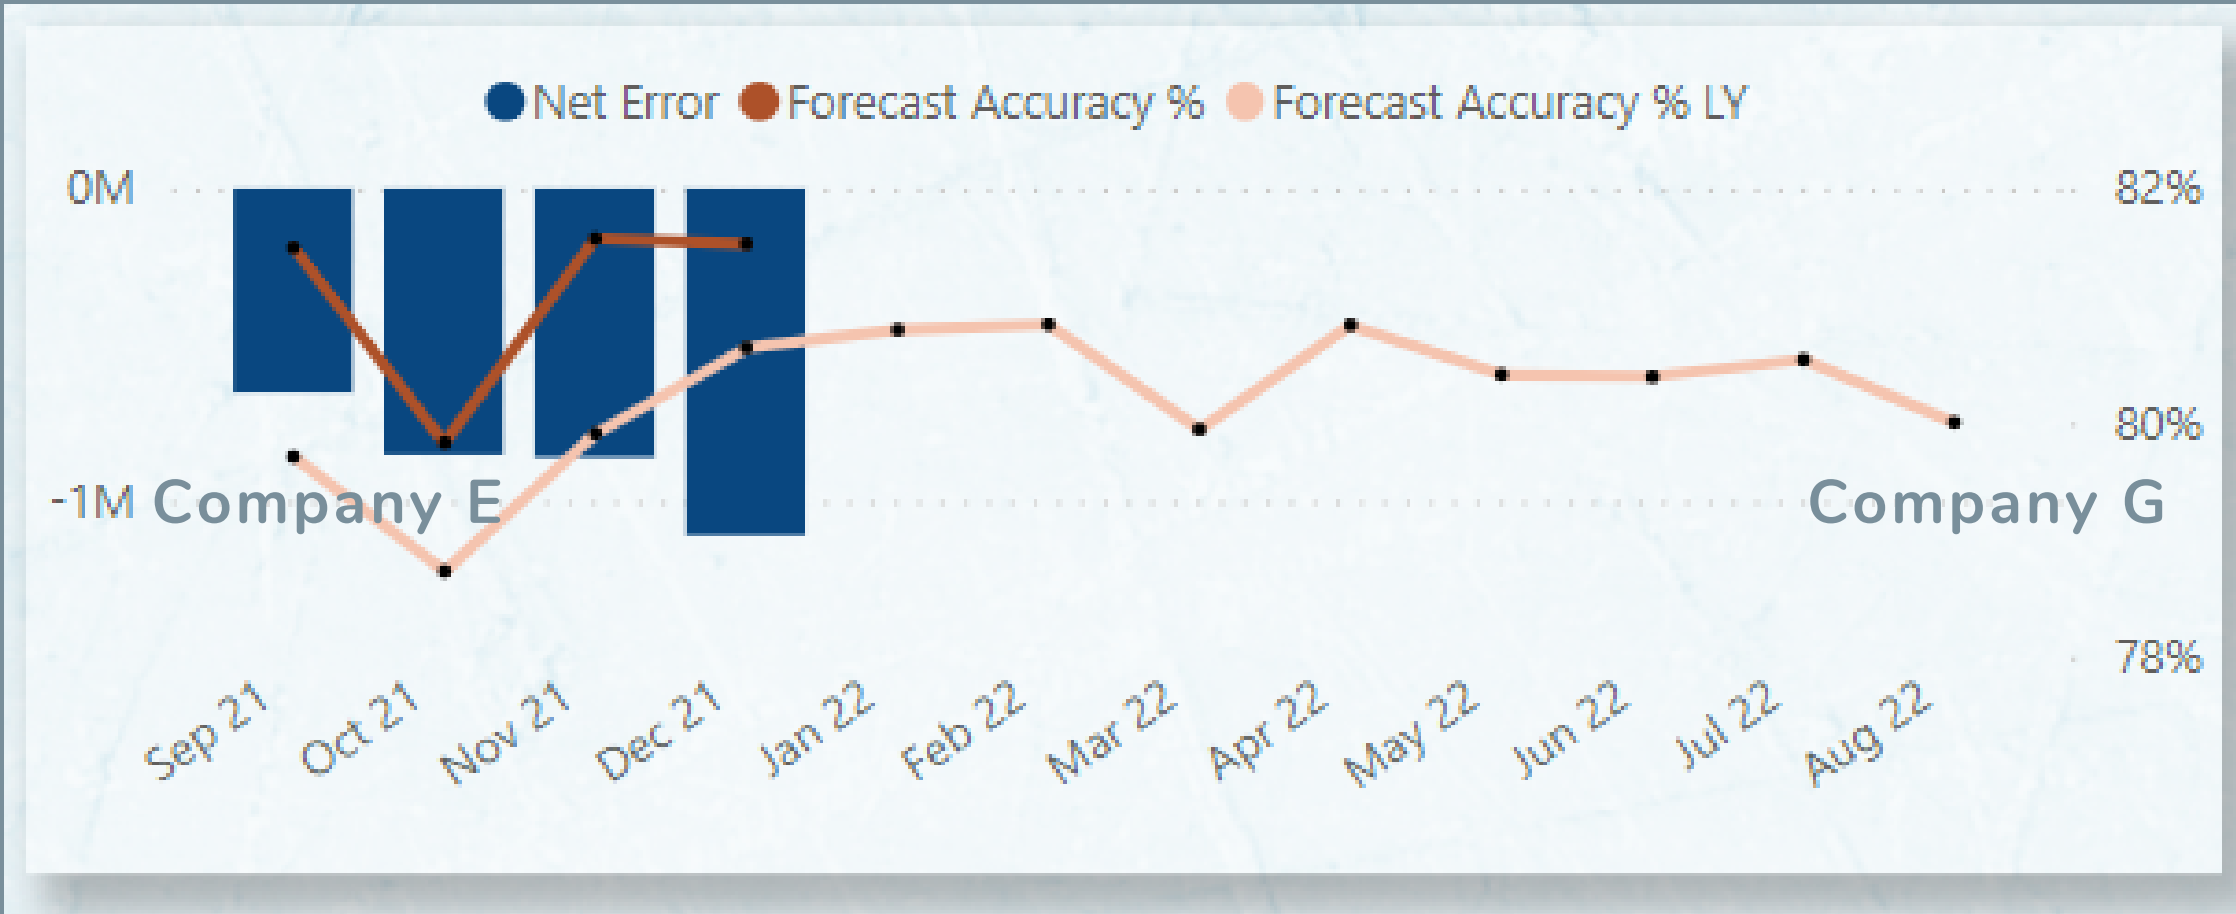 Net Error Forecast Accuracy % Forecast Accuracy % LY
0M 82%
80%
-1M Company E Company G
78%
Sep 21 Oct 21 Nov 21 Dec 21 Jan 22 Feb 22 Mar 22 Apr 22 May 22 Jun 22 Jul 22 Aug 22